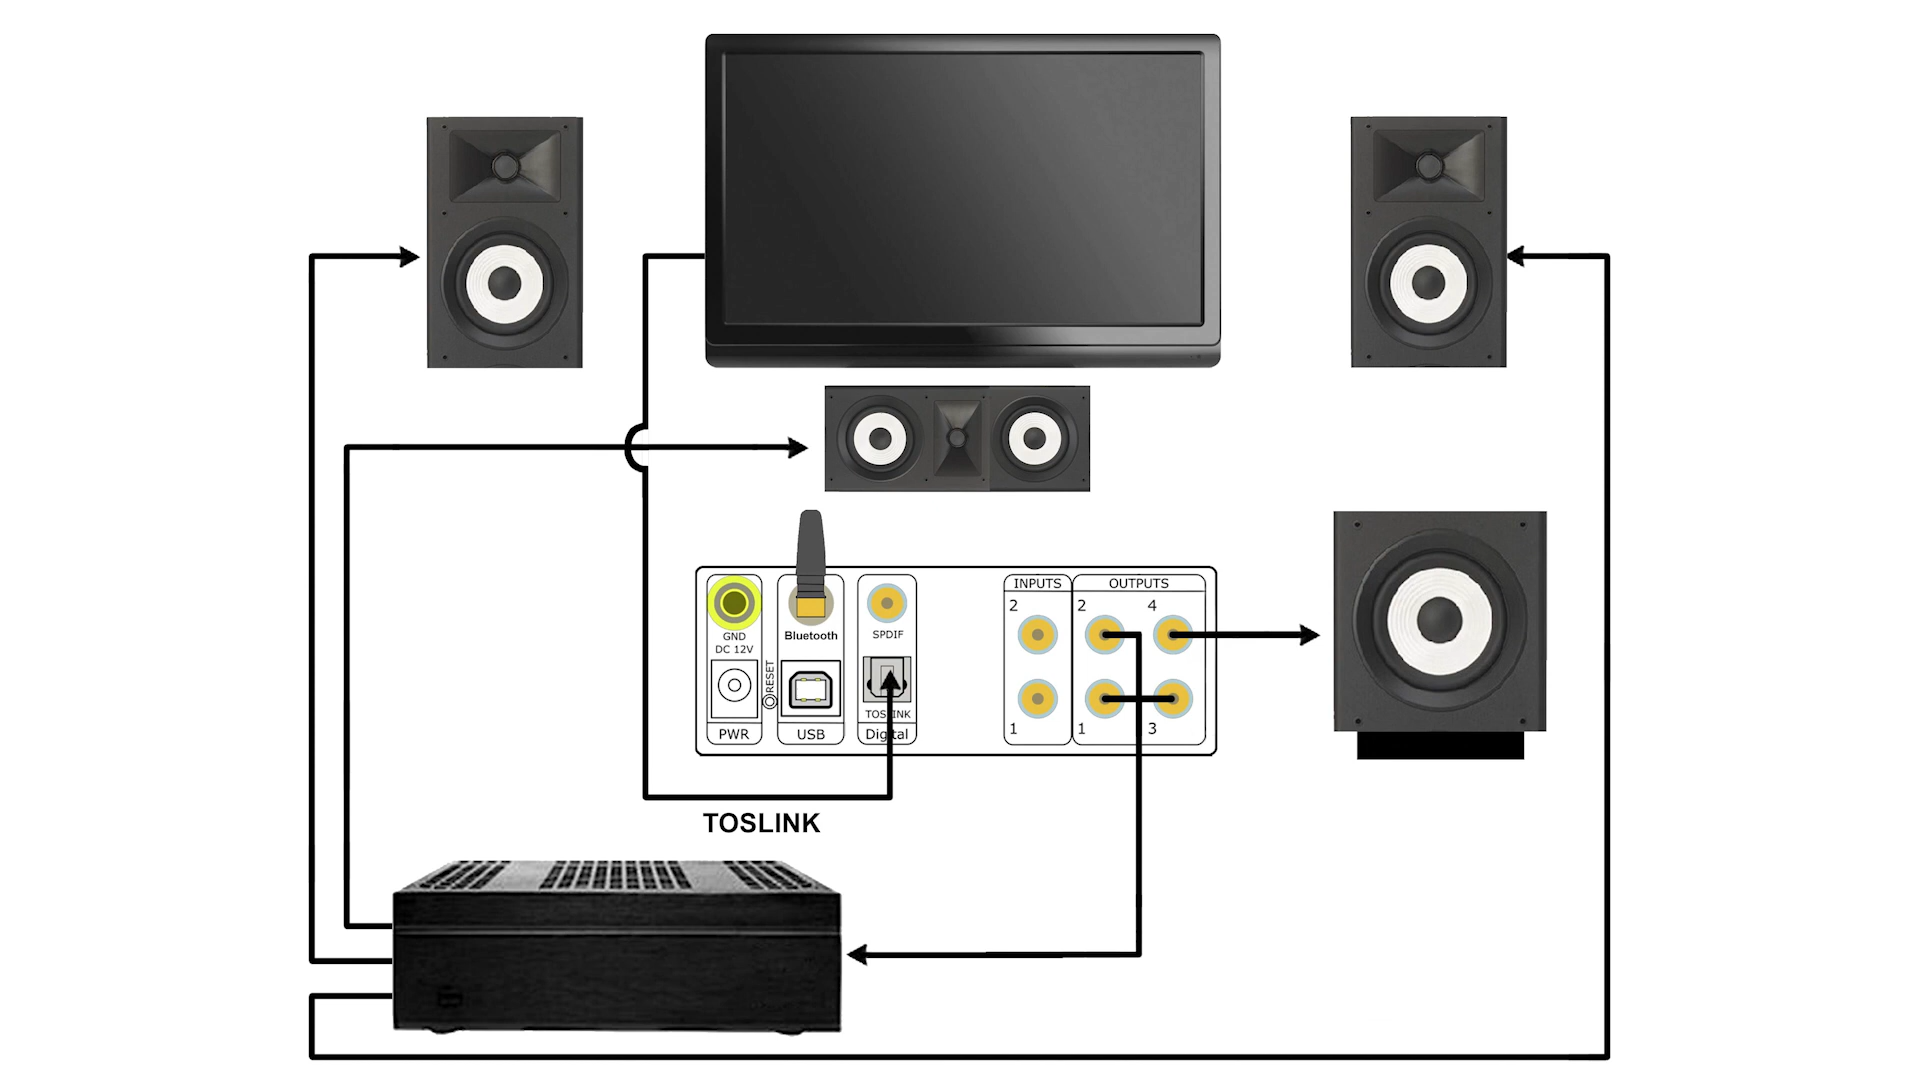 GND
DC 12V
PWR
RESET
Bluetooth
USB
SPDIF
TOSLINK
Digital
INPUTS
2
1
OUTPUTS
2 4
1 3
TOSLINK